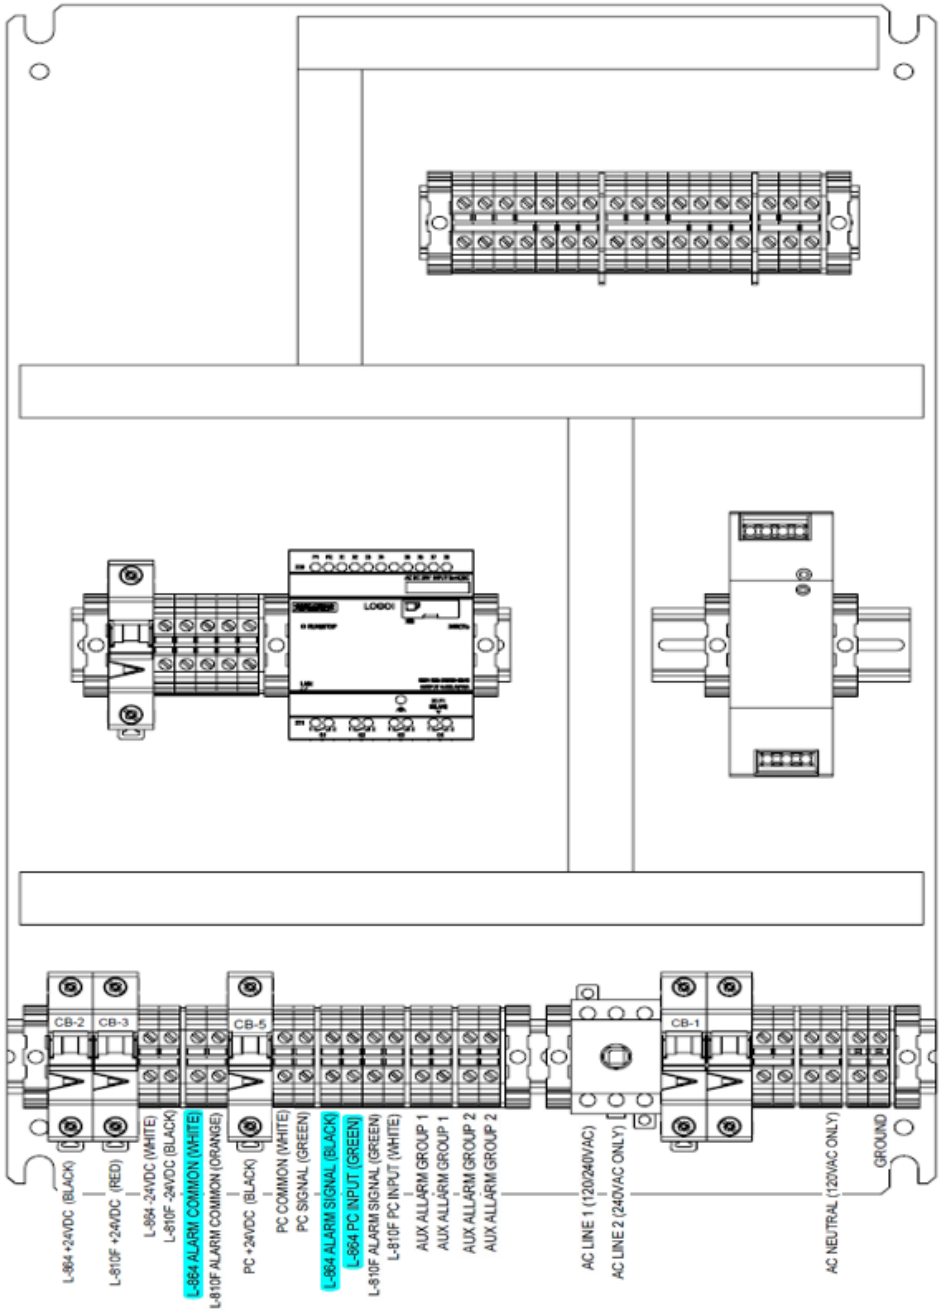 LOGO!
CB-2
CB-3
CB-5
CB-1
L-864 +24VDC (BLACK)
L-810F +24VDC (RED)
L-864 -24VDC (WHITE)
L-810F -24VDC (BLACK)
L-864 ALARM COMMON (WHITE)
L-810F ALARM COMMON (ORANGE)
PC +24VDC (BLACK)
PC COMMON (WHITE)
PC SIGNAL (GREEN)
L-864 ALARM SIGNAL (BLACK)
L-864 PC INPUT (GREEN)
L-810F ALARM SIGNAL (GREEN)
L-810F PC INPUT (WHITE)
AUX ALLARM GROUP 1
AUX ALLARM GROUP 1
AUX ALLARM GROUP 2
AUX ALLARM GROUP 2
AC LINE 1 (120/240VAC)
AC LINE 2 (240VAC ONLY)
AC NEUTRAL (120VAC ONLY)
GROUND